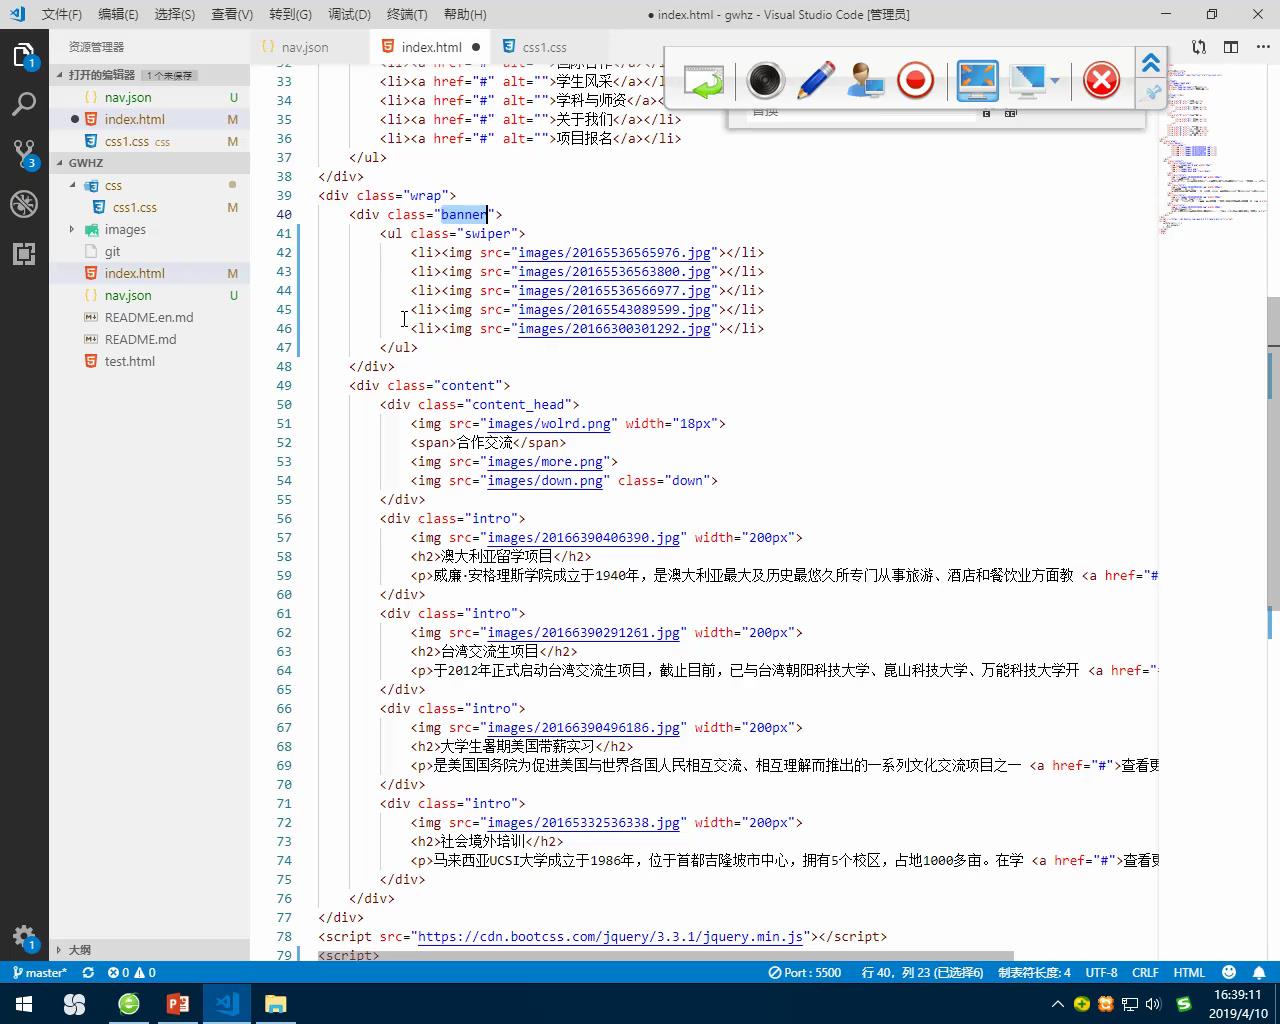 文件(F) 编辑(E) 选择(S) 查看(V) 转到(G) 调试(D) 终端(T) 帮助(H) ● index.html - gwhz - Visual Studio Code [管理员]
资源管理器
nav.json
index.html ●
css1.css
打开的编辑器 1 个未保存
nav.json U
● index.html M
css1.css css M
GWHZ
css
css1.css M
images
git
index.html M
nav.json U
README.en.md
README.md
test.html
大纲
替换
33 <li><a href="#" alt="">学生风采</a></li>
34 <li><a href="#" alt="">学科与师资</a>
35 <li><a href="#" alt="">关于我们</a></li>
36 <li><a href="#" alt="">项目报名</a></li>
37 </ul>
38 </div>
39 <div class="wrap">
40 <div class="banner">
41 <ul class="swiper">
42 <li><img src="images/20165536565976.jpg"></li>
43 <li><img src="images/20165536563800.jpg"></li>
44 <li><img src="images/20165536566977.jpg"></li>
45 <li><img src="images/20165543089599.jpg"></li>
46 <li><img src="images/20166300301292.jpg"></li>
47 </ul>
48 </div>
49 <div class="content">
50 <div class="content_head">
51 <img src="images/wolrd.png" width="18px">
52 <span>合作交流</span>
53 <img src="images/more.png">
54 <img src="images/down.png" class="down">
55 </div>
56 <div class="intro">
57 <img src="images/20166390406390.jpg" width="200px">
58 <h2>澳大利亚留学项目</h2>
59 <p>威廉·安格理斯学院成立于1940年，是澳大利亚最大及历史最悠久所专门从事旅游、酒店和餐饮业方面教 <a href="#
60 </div>
61 <div class="intro">
62 <img src="images/20166390291261.jpg" width="200px">
63 <h2>台湾交流生项目</h2>
64 <p>于2012年正式启动台湾交流生项目，截止目前，已与台湾朝阳科技大学、崑山科技大学、万能科技大学开 <a href="
65 </div>
66 <div class="intro">
67 <img src="images/20166390496186.jpg" width="200px">
68 <h2>大学生暑期美国带薪实习</h2>
69 <p>是美国国务院为促进美国与世界各国人民相互交流、相互理解而推出的一系列文化交流项目之一 <a href="#">查看更
70 </div>
71 <div class="intro">
72 <img src="images/20165332536338.jpg" width="200px">
73 <h2>社会境外培训</h2>
74 <p>马来西亚UCSI大学成立于1986年，位于首都吉隆坡市中心，拥有5个校区，占地1000多亩。在学 <a href="#">查看更
75 </div>
76 </div>
77 </div>
78 <script src="https://cdn.bootcss.com/jquery/3.3.1/jquery.min.js"></script>
79 <script>
master* 0 0 Port : 5500 行 40，列 23 (已选择6) 制表符长度: 4 UTF-8 CRLF HTML
16:39:11
2019/4/10